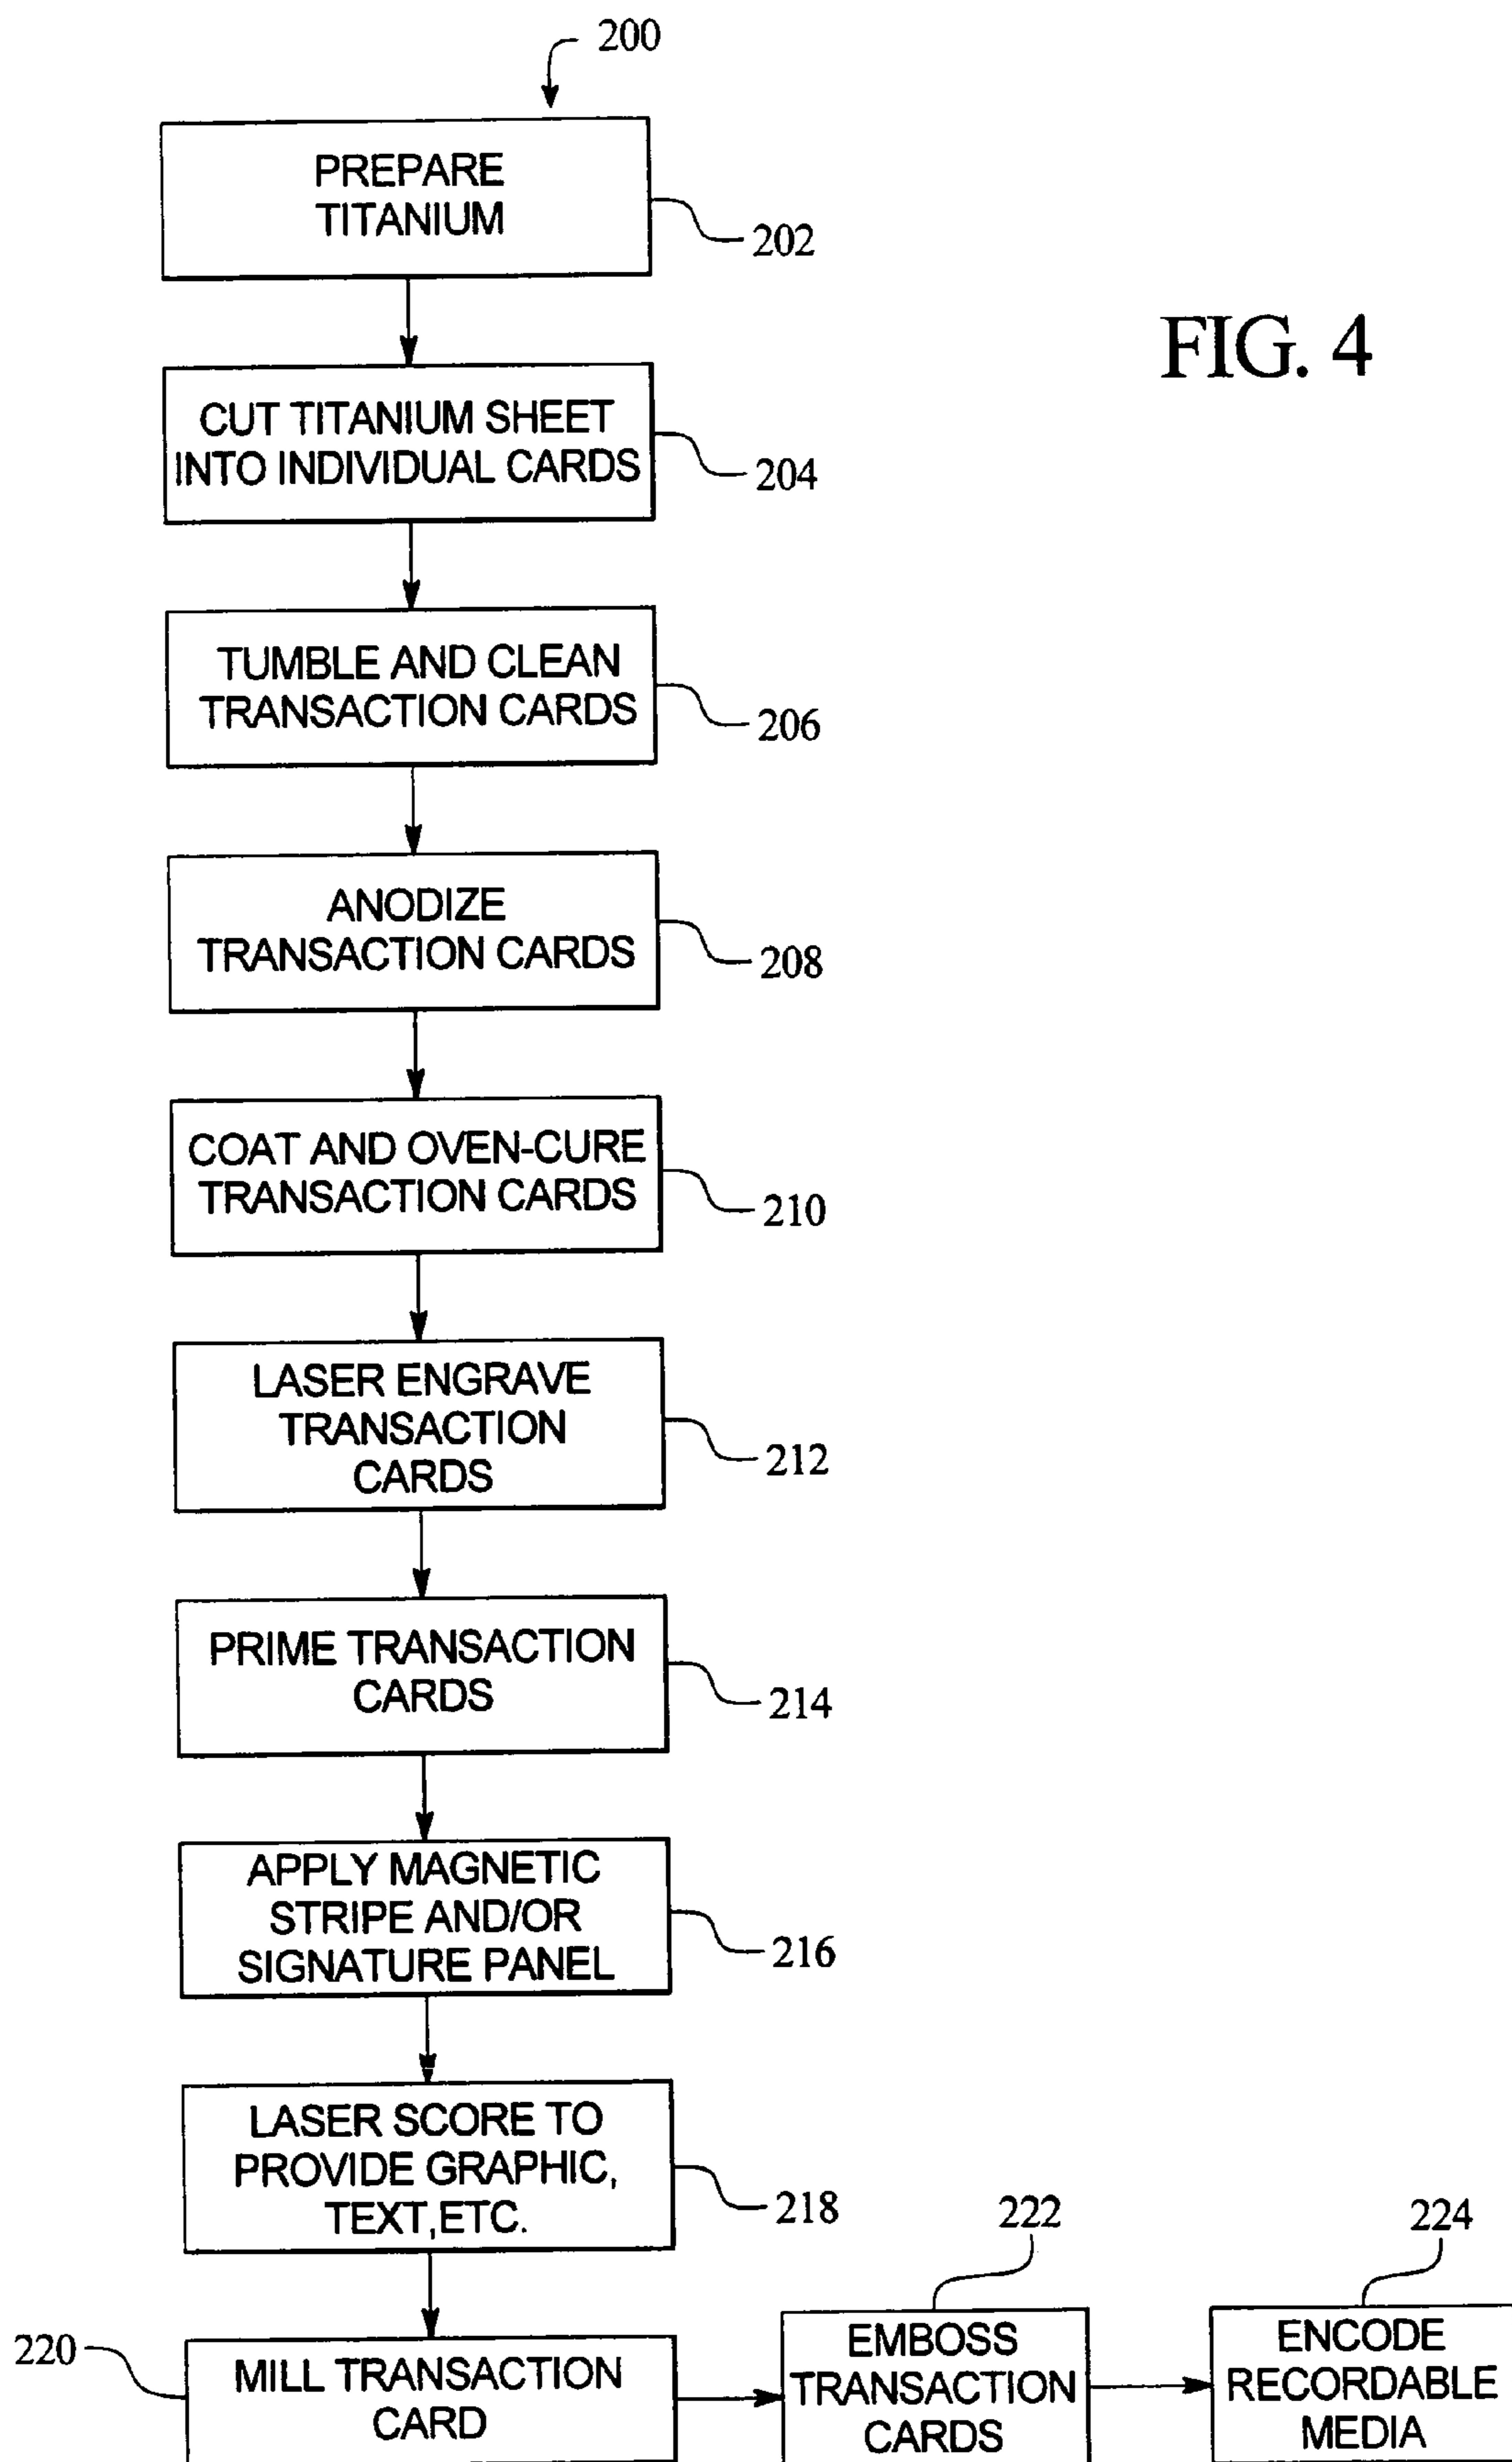 200
PREPARE
TITANIUM
202
FIG. 4
CUT TITANIUM SHEET
INTO INDIVIDUAL CARDS
204
TUMBLE AND CLEAN
TRANSACTION CARDS
206
ANODIZE
TRANSACTION CARDS
208
COAT AND OVEN-CURE
TRANSACTION CARDS
210
LASER ENGRAVE
TRANSACTION
CARDS
212
PRIME TRANSACTION
CARDS
214
APPLY MAGNETIC
STRIPE AND/OR
SIGNATURE PANEL
216
LASER SCORE TO
PROVIDE GRAPHIC,
TEXT,ETC.
218
220
MILL TRANSACTION
CARD
222
EMBOSS
TRANSACTION
CARDS
224
ENCODE
RECORDABLE
MEDIA